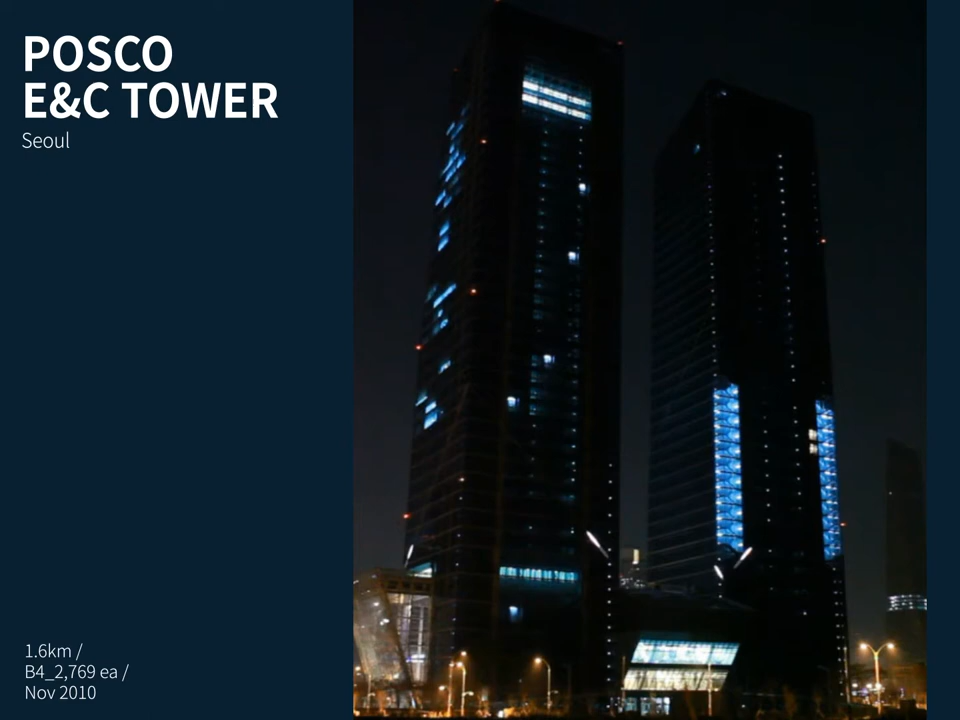 POSCO
E&C TOWER
Seoul
1.6km /
B4_2,769 ea /
Nov 2010